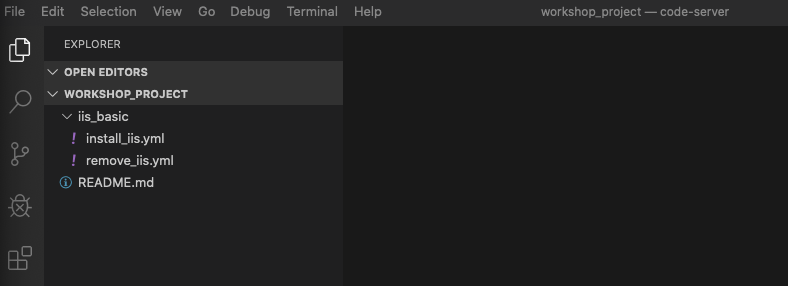 File Edit Selection View Go Debug Terminal Help workshop_project — code-server
EXPLORER
OPEN EDITORS
WORKSHOP_PROJECT
iis_basic
! install_iis.yml
! remove_iis.yml
README.md